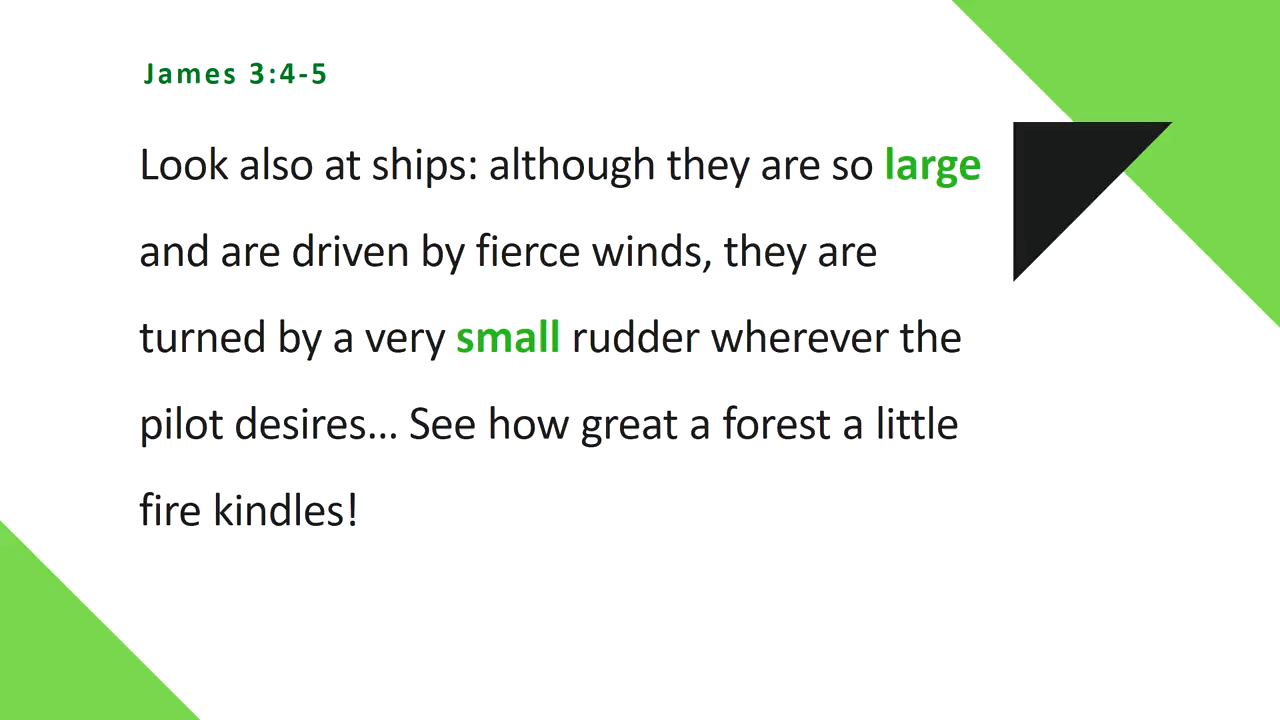 James 3:4-5
Look also at ships: although they are so large
and are driven by fierce winds, they are
turned by a very small rudder wherever the
pilot desires... See how great a forest a little
fire kindles!